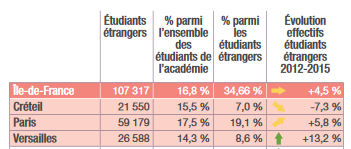 Étudiants étrangers | % parmi l'ensemble des étudiants de l'académie | % parmi les étudiants étrangers | Évolution effectifs étudiants étrangers 2012-2015
Île-de-France 107 317 16,8 % 34,66 % +4,5 %
Créteil 21 550 15,5 % 7,0 % -7,3 %
Paris 59 179 17,5 % 19,1 % +5,8 %
Versailles 26 588 14,3 % 8,6 % +13,2 %